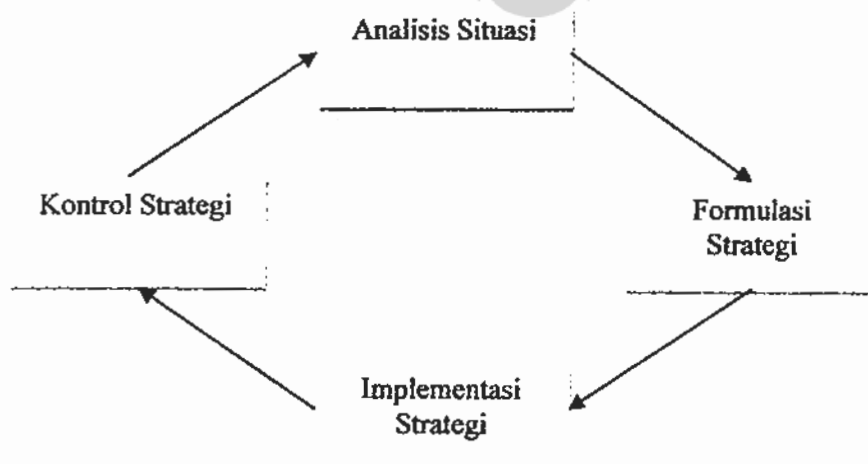 Analisis Situasi
Kontrol Strategi
Formulasi
Strategi
Implementasi
Strategi